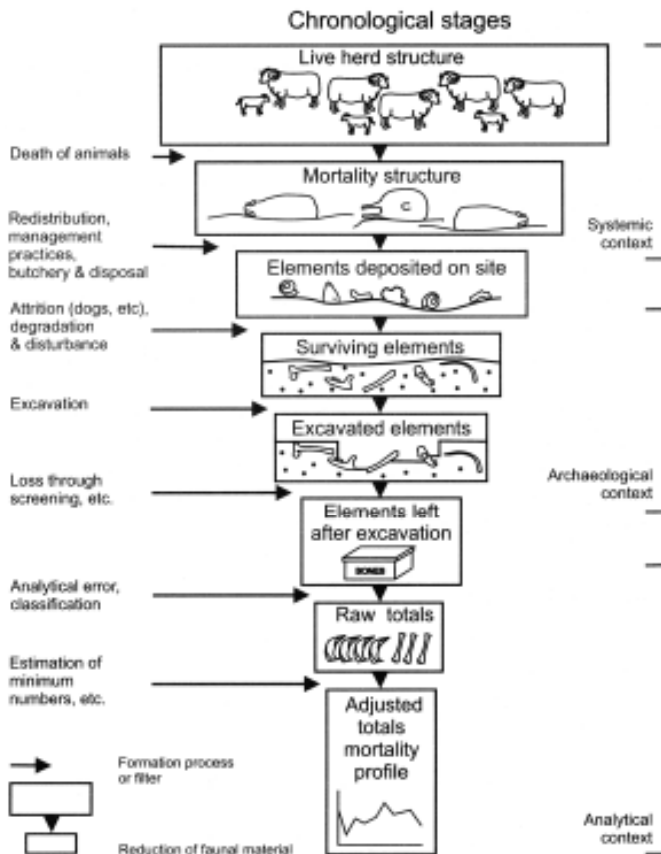 Chronological stages
Live herd structure
Death of animals
Mortality structure
Redistribution,
management
practices,
butchery & disposal
Systemic
context
Elements deposited on site
Attrition (dogs, etc),
degradation
& disturbance
Surviving elements
Excavation
Excavated elements
Loss through
screening, etc.
Archaeological
context
Elements left
after excavation
BONES
Analytical error,
classification
Raw totals
Estimation of
minimum
numbers, etc.
Adjusted
totals
mortality
profile
Formation process
or filter
Reduction of faunal material
Analytical
context